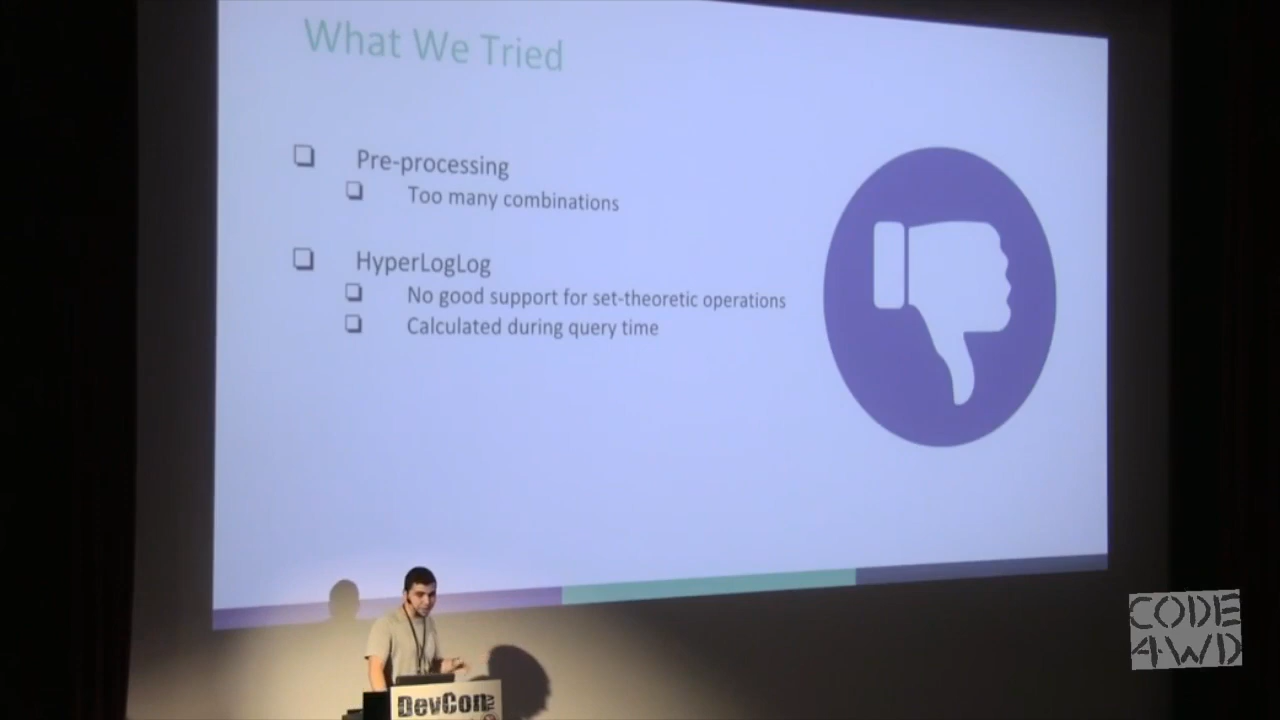 What We Tried
Pre-processing
Too many combinations
HyperLogLog
No good support for set-theoretic operations
Calculated during query time
DevCon
CODE
4WD